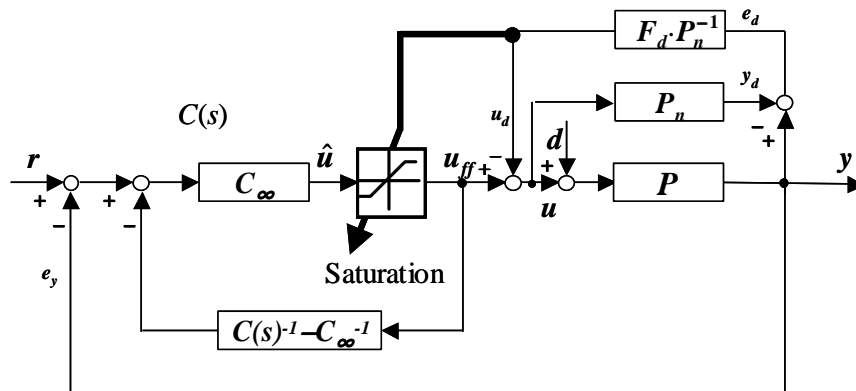 F_d·P_n^{-1}
e_d
C(s)
u_d
P_n
y_d
−
+
r
+
−
+
−
C_∞
û
u_ff
+
−
+
d
u
P
y
e_y
Saturation
C(s)^{-1}−C_∞^{-1}